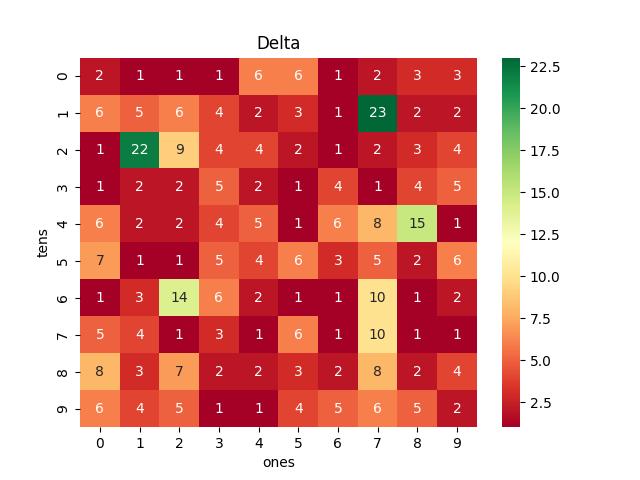 Delta
0 2 1 1 1 6 6 1 2 3 3
1 6 5 6 4 2 3 1 23 2 2
2 1 22 9 4 4 2 1 2 3 4
3 1 2 2 5 2 1 4 1 4 5
4 6 2 2 4 5 1 6 8 15 1
5 7 1 1 5 4 6 3 5 2 6
6 1 3 14 6 2 1 1 10 1 2
7 5 4 1 3 1 6 1 10 1 1
8 8 3 7 2 2 3 2 8 2 4
9 6 4 5 1 1 4 5 6 5 2
0 1 2 3 4 5 6 7 8 9
ones
tens
22.5
20.0
17.5
15.0
12.5
10.0
7.5
5.0
2.5